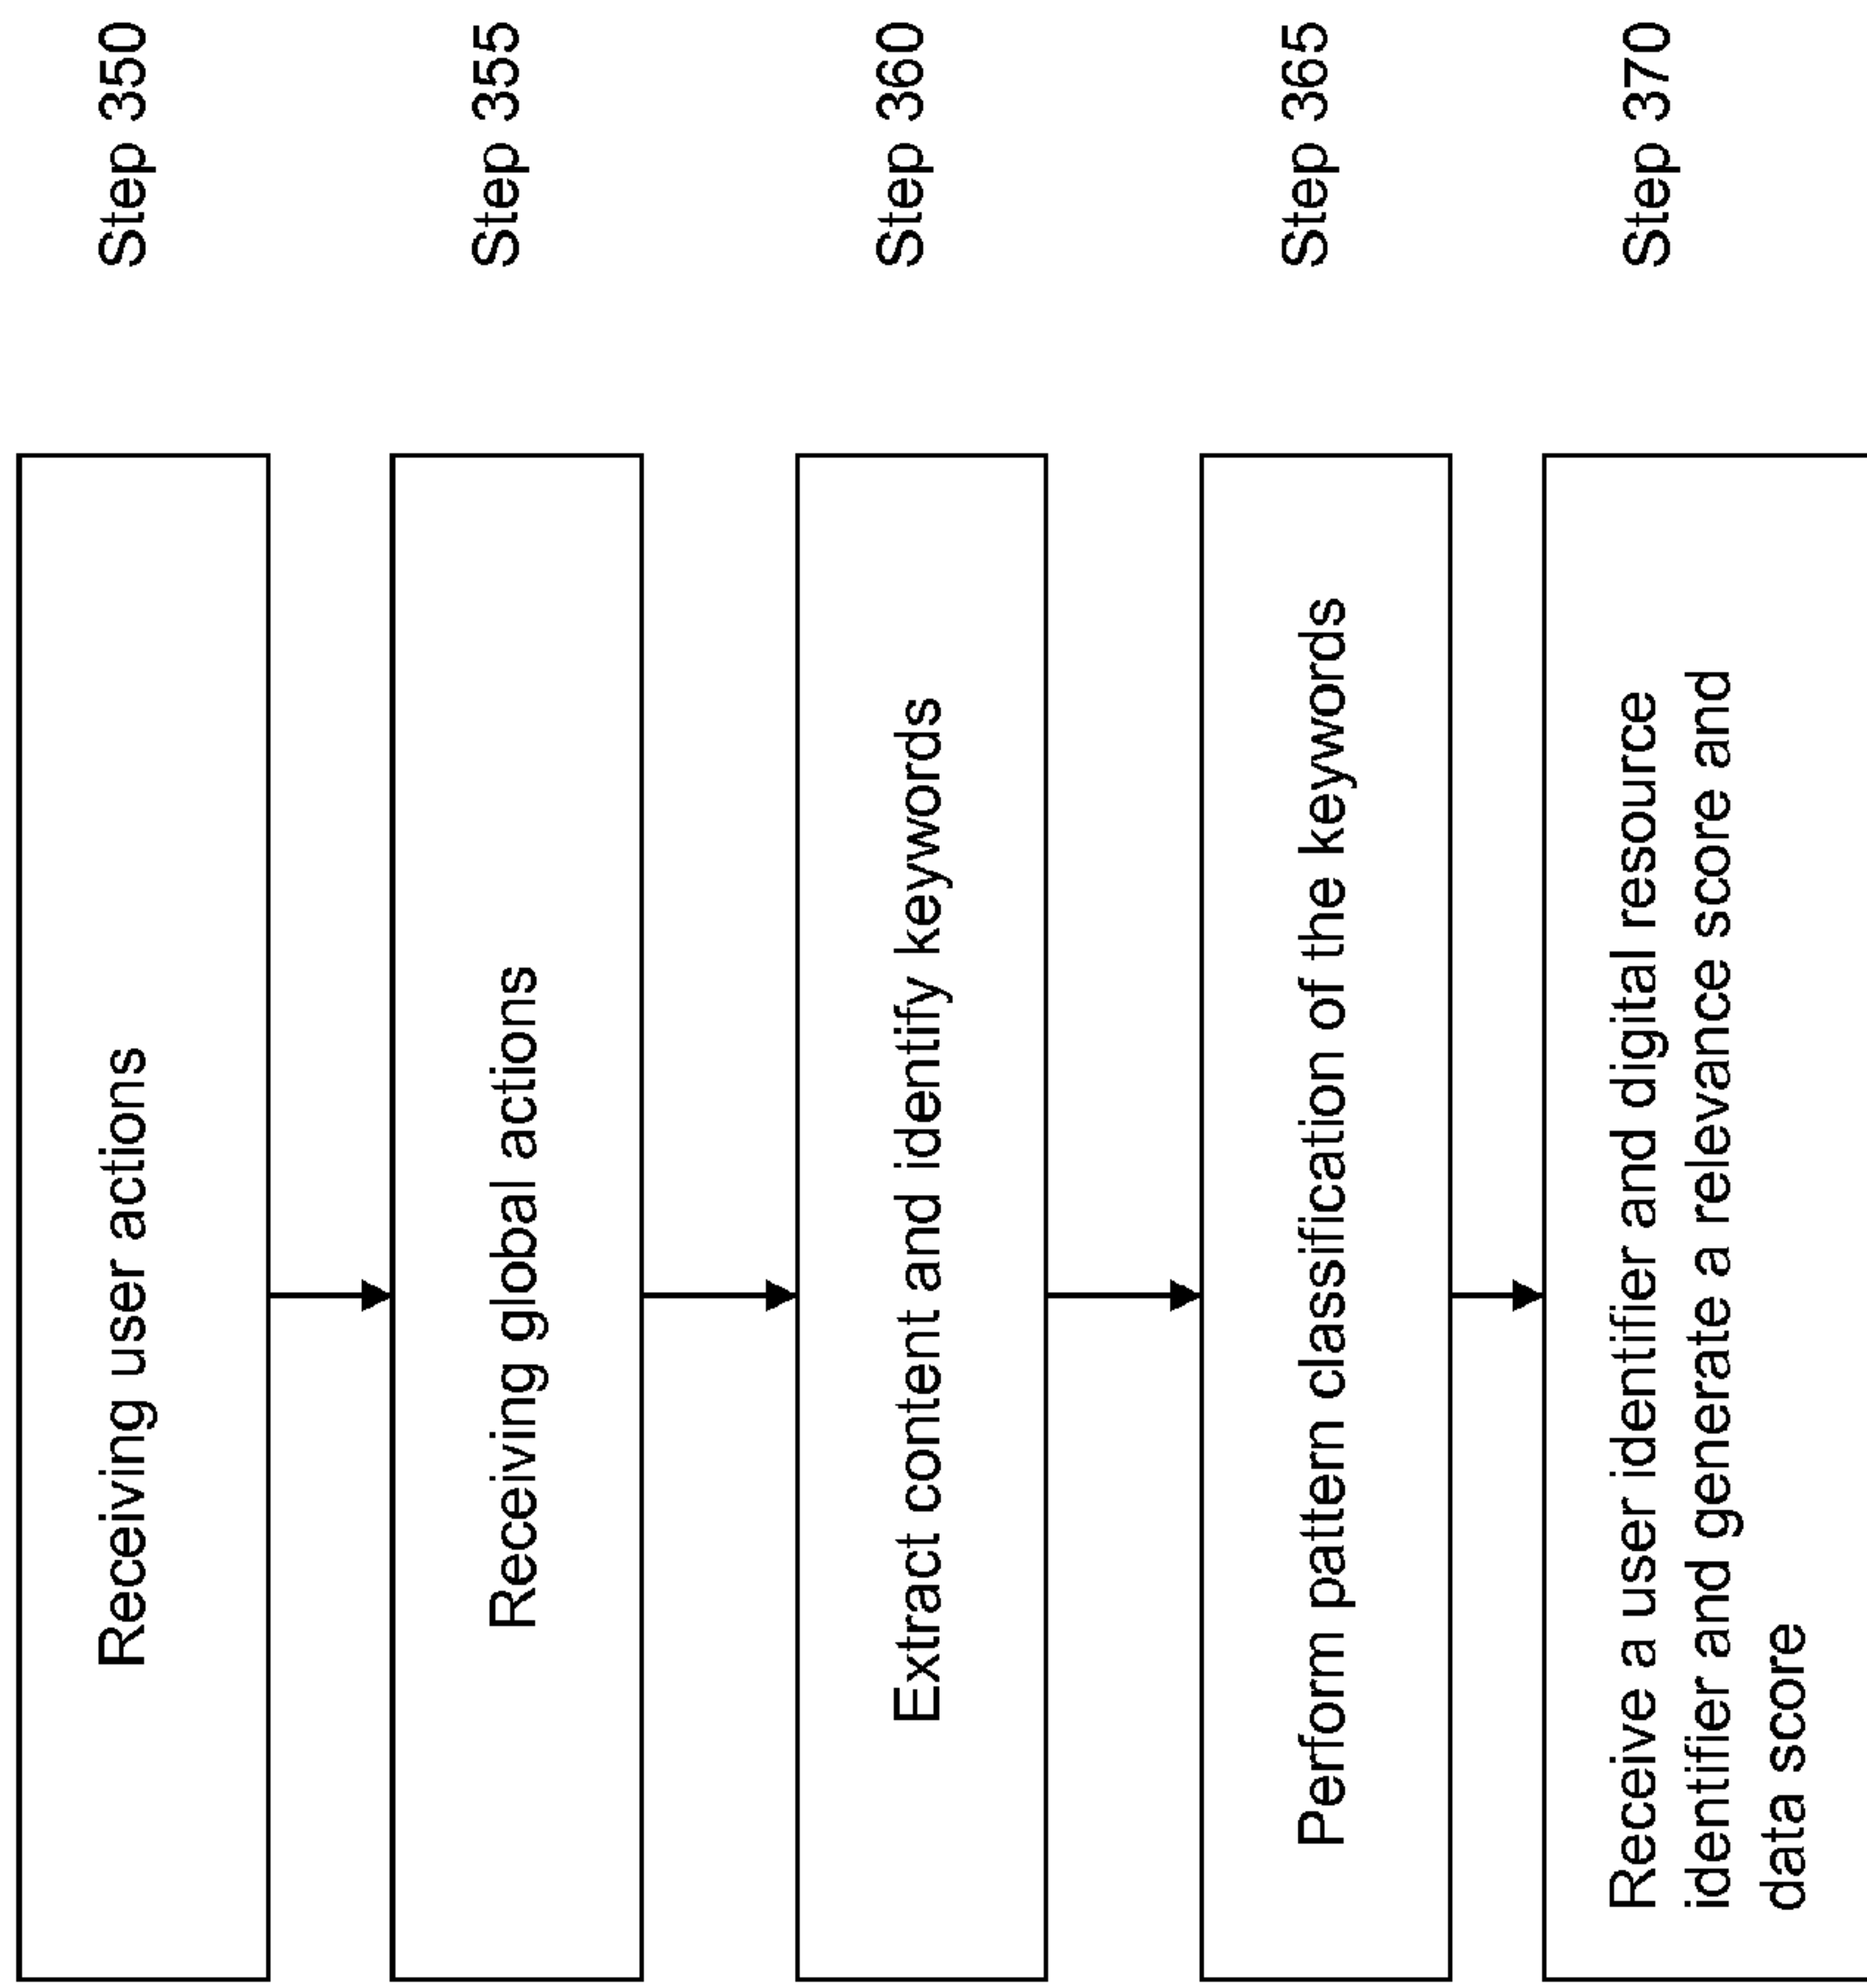 Receiving user actions
Step 350
Receiving global actions
Step 355
Extract content and identify keywords
Step 360
Perform pattern classification of the keywords
Step 365
Receive a user identifier and digital resource
identifier and generate a relevance score and
data score
Step 370